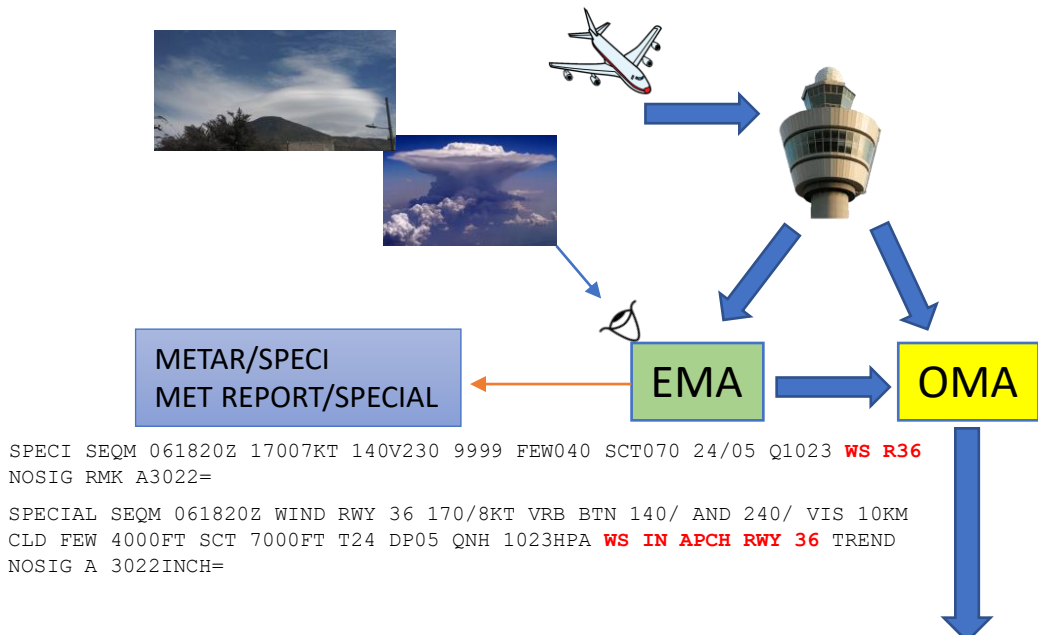 METAR/SPECI
MET REPORT/SPECIAL
EMA
OMA
SPECI SEQM 061820Z 17007KT 140V230 9999 FEW040 SCT070 24/05 Q1023 WS R36
NOSIG RMK A3022=
SPECIAL SEQM 061820Z WIND RWY 36 170/8KT VRB BTN 140/ AND 240/ VIS 10KM
CLD FEW 4000FT SCT 7000FT T24 DP05 QNH 1023HPA WS IN APCH RWY 36 TREND
NOSIG A 3022INCH=